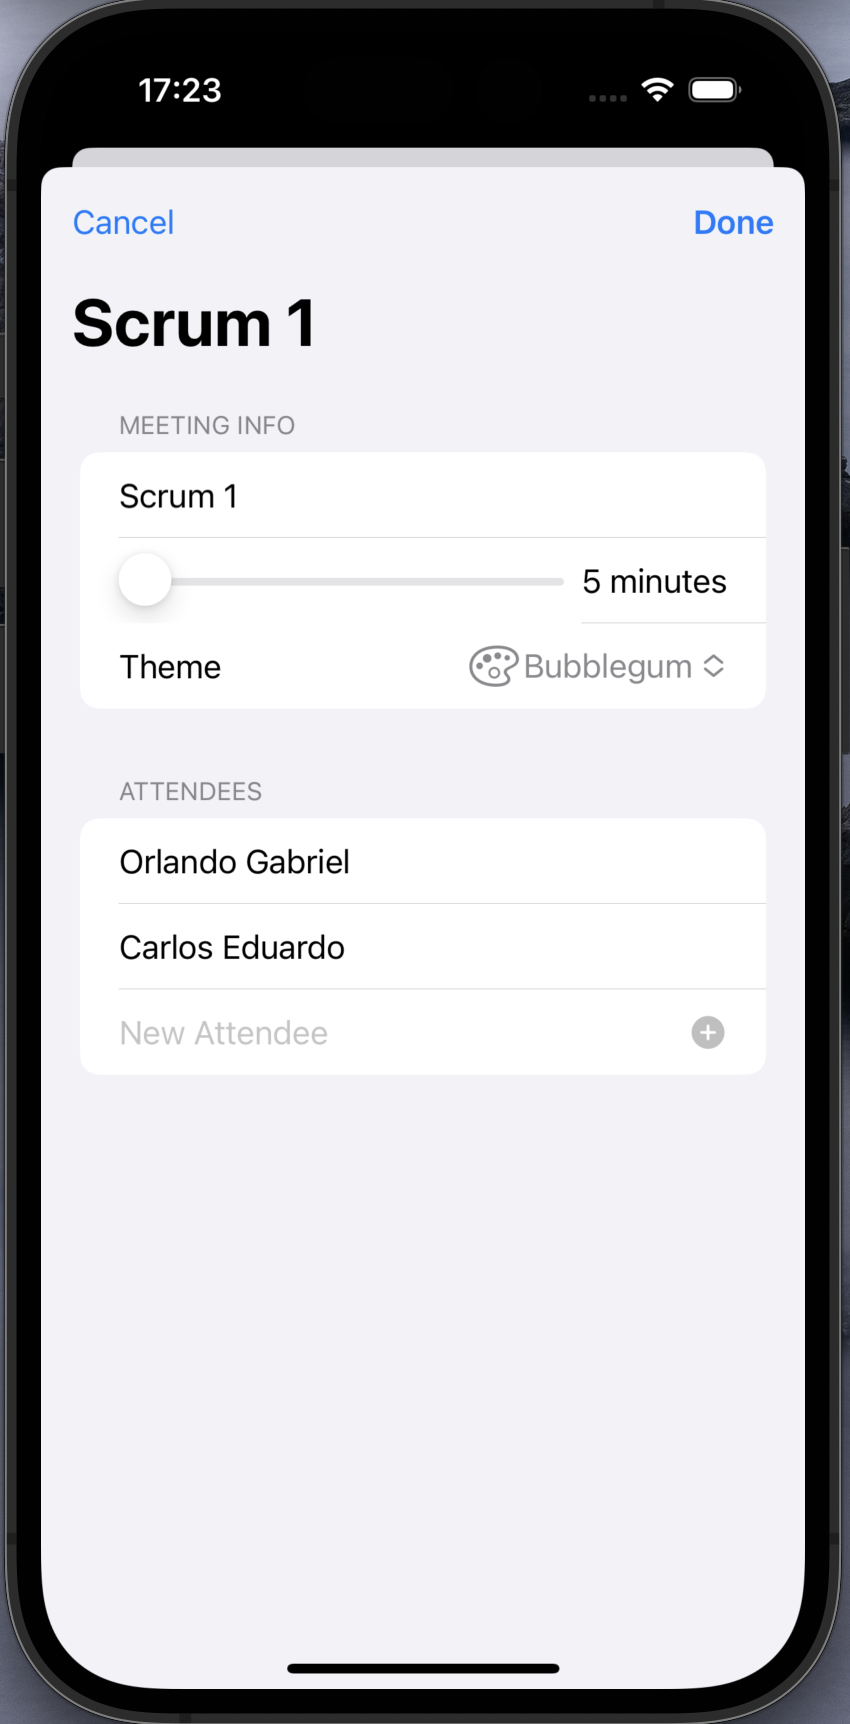 17:23
Cancel Done
Scrum 1
MEETING INFO
Scrum 1
5 minutes
Theme Bubblegum
ATTENDEES
Orlando Gabriel
Carlos Eduardo
New Attendee